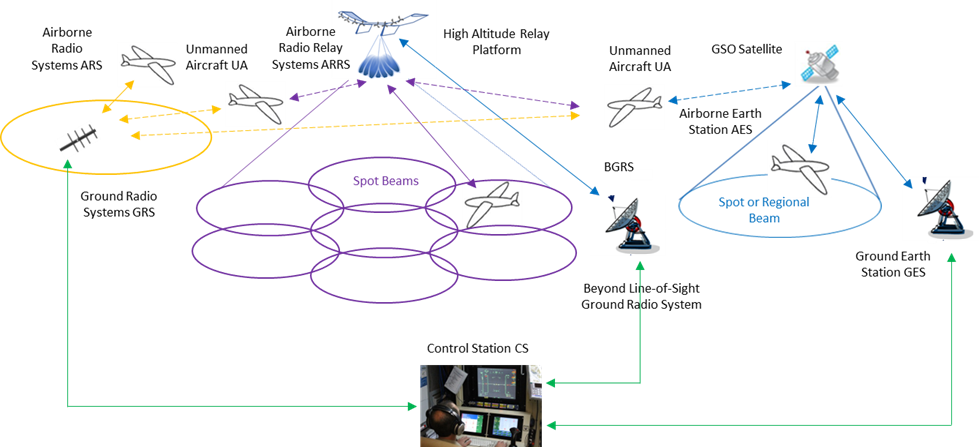 Airborne
Radio
Systems ARS
Unmanned
Aircraft UA
Airborne
Radio Relay
Systems ARRS
High Altitude Relay
Platform
Unmanned
Aircraft UA
GSO Satellite
Airborne Earth
Station AES
Ground Radio
Systems GRS
Spot Beams
BGRS
Spot or Regional
Beam
Beyond Line-of-Sight
Ground Radio System
Ground Earth
Station GES
Control Station CS